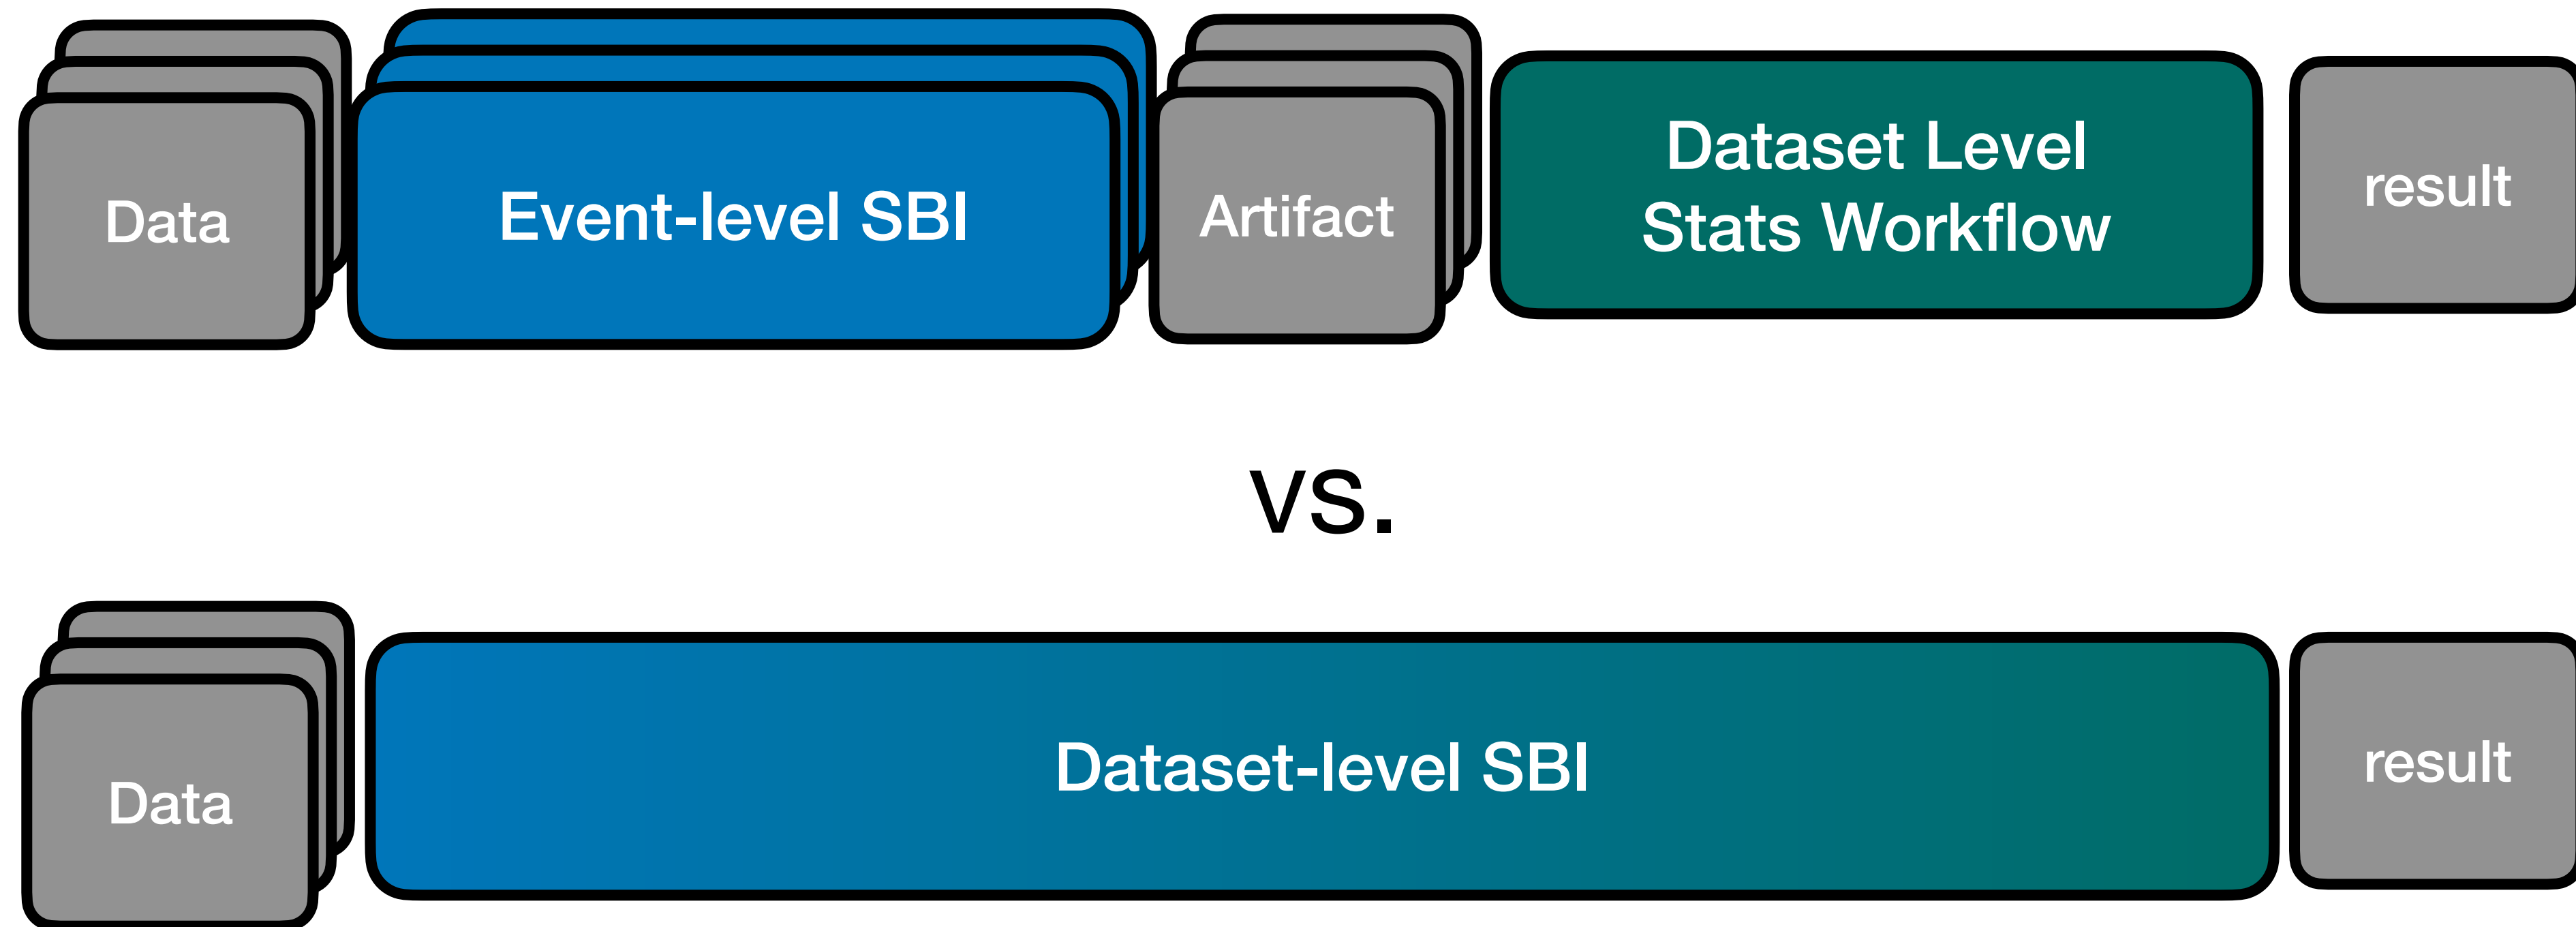 Data
Event-level SBI
Artifact
Dataset Level
Stats Workflow
result
vs.
Data
Dataset-level SBI
result